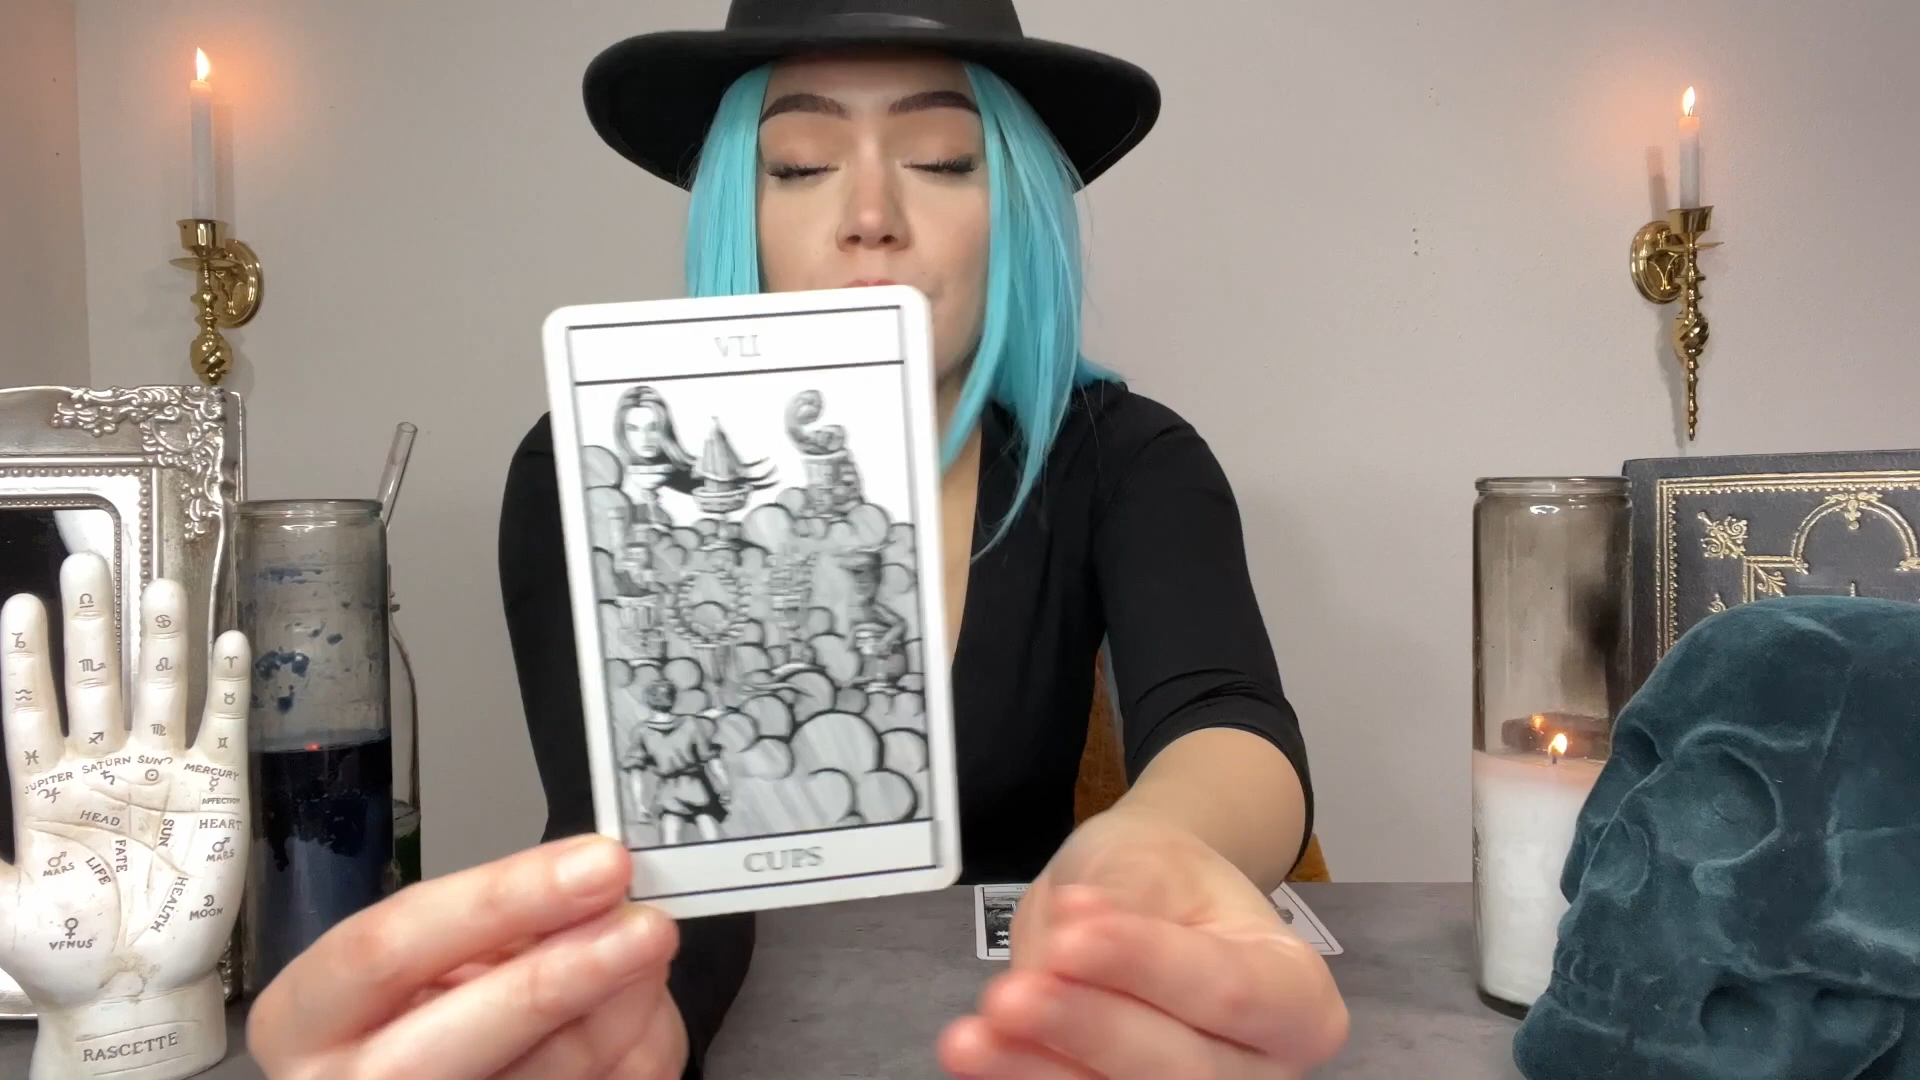 VII
CUPS
JUPITER
SATURN
SUN
MERCURY
AFFECTION
HEAD
SUN
HEART
MARS
LIFE
FATE
MARS
HEALTH
MOON
VENUS
RASCETTE